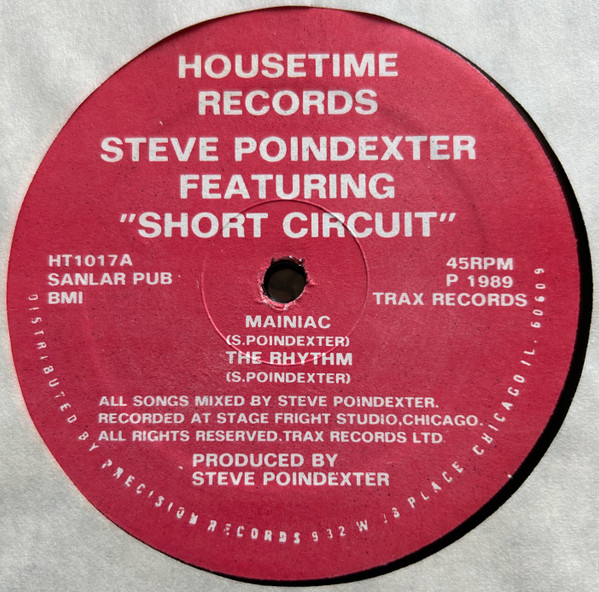 HOUSETIME
RECORDS
STEVE POINDEXTER
FEATURING
"SHORT CIRCUIT"
HT1017A
SANLAR PUB
BMI
45RPM
P 1989
TRAX RECORDS
MAINIAC
(S.POINDEXTER)
THE RHYTHM
(S.POINDEXTER)
ALL SONGS MIXED BY STEVE POINDEXTER.
RECORDED AT STAGE FRIGHT STUDIO,CHICAGO.
ALL RIGHTS RESERVED.TRAX RECORDS LTD
PRODUCED BY
STEVE POINDEXTER
DISTRIBUTED BY PRECISION RECORDS 932 W PLACE, CHICAGO IL. 60609